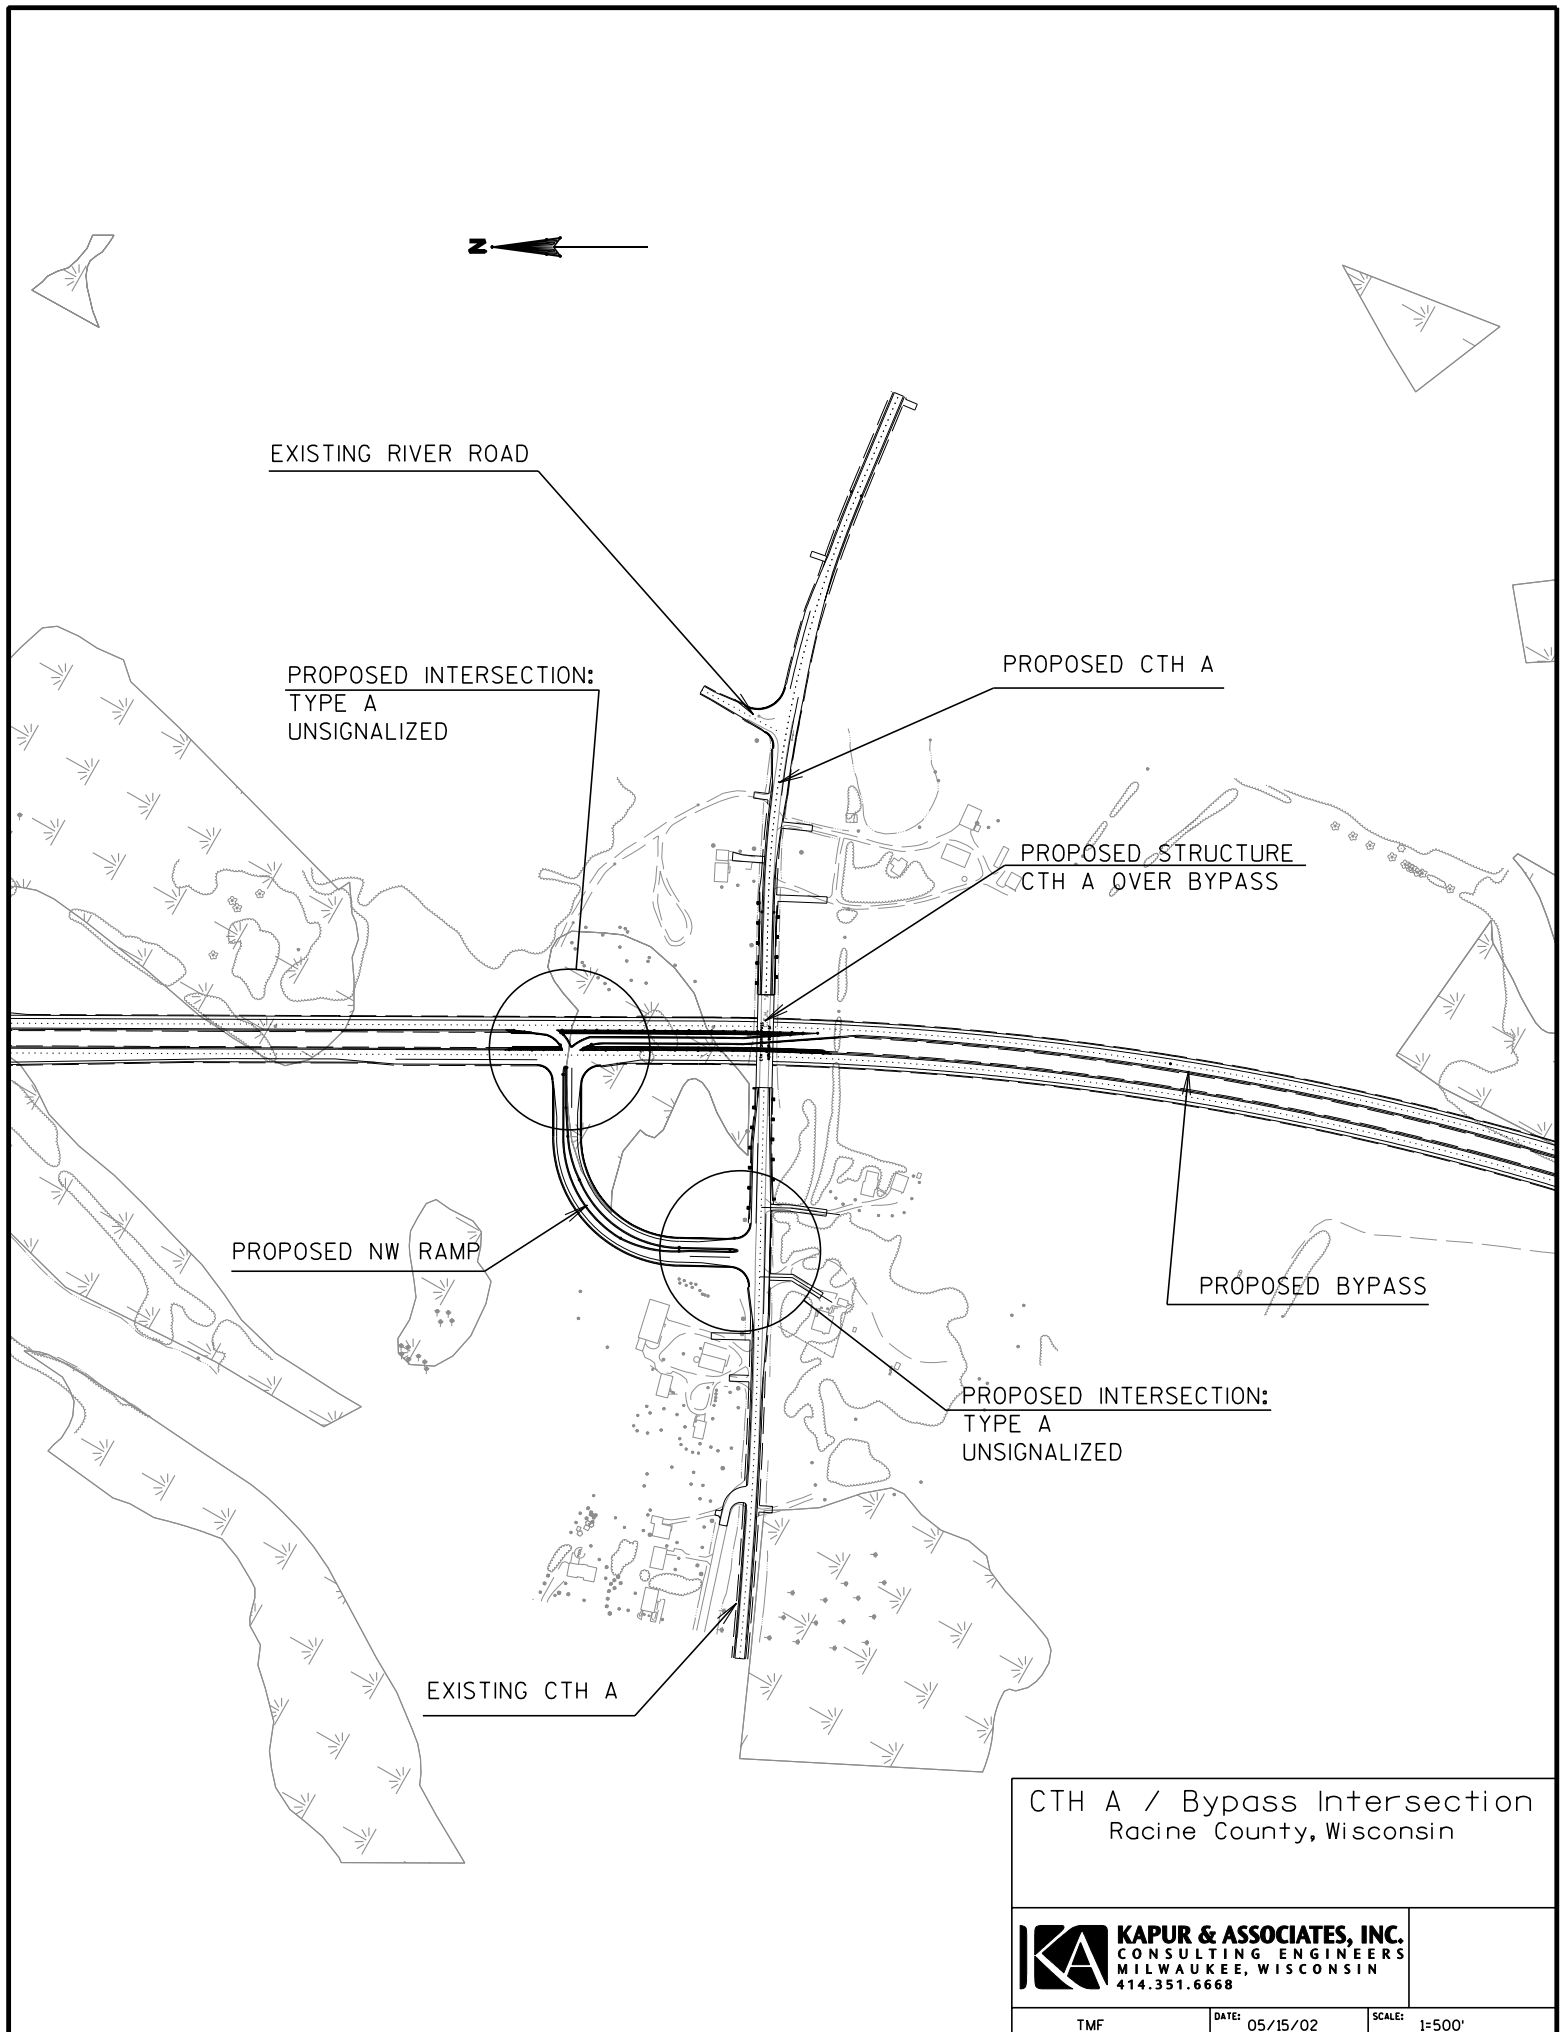 N
EXISTING RIVER ROAD
PROPOSED INTERSECTION:
TYPE A
UNSIGNALIZED
PROPOSED CTH A
PROPOSED STRUCTURE
CTH A OVER BYPASS
PROPOSED NW RAMP
PROPOSED BYPASS
PROPOSED INTERSECTION:
TYPE A
UNSIGNALIZED
EXISTING CTH A
CTH A / Bypass Intersection
Racine County, Wisconsin
KA
KAPUR & ASSOCIATES, INC.
CONSULTING ENGINEERS
MILWAUKEE, WISCONSIN
414.351.6668
TMF
DATE: 05/15/02
SCALE: 1=500'